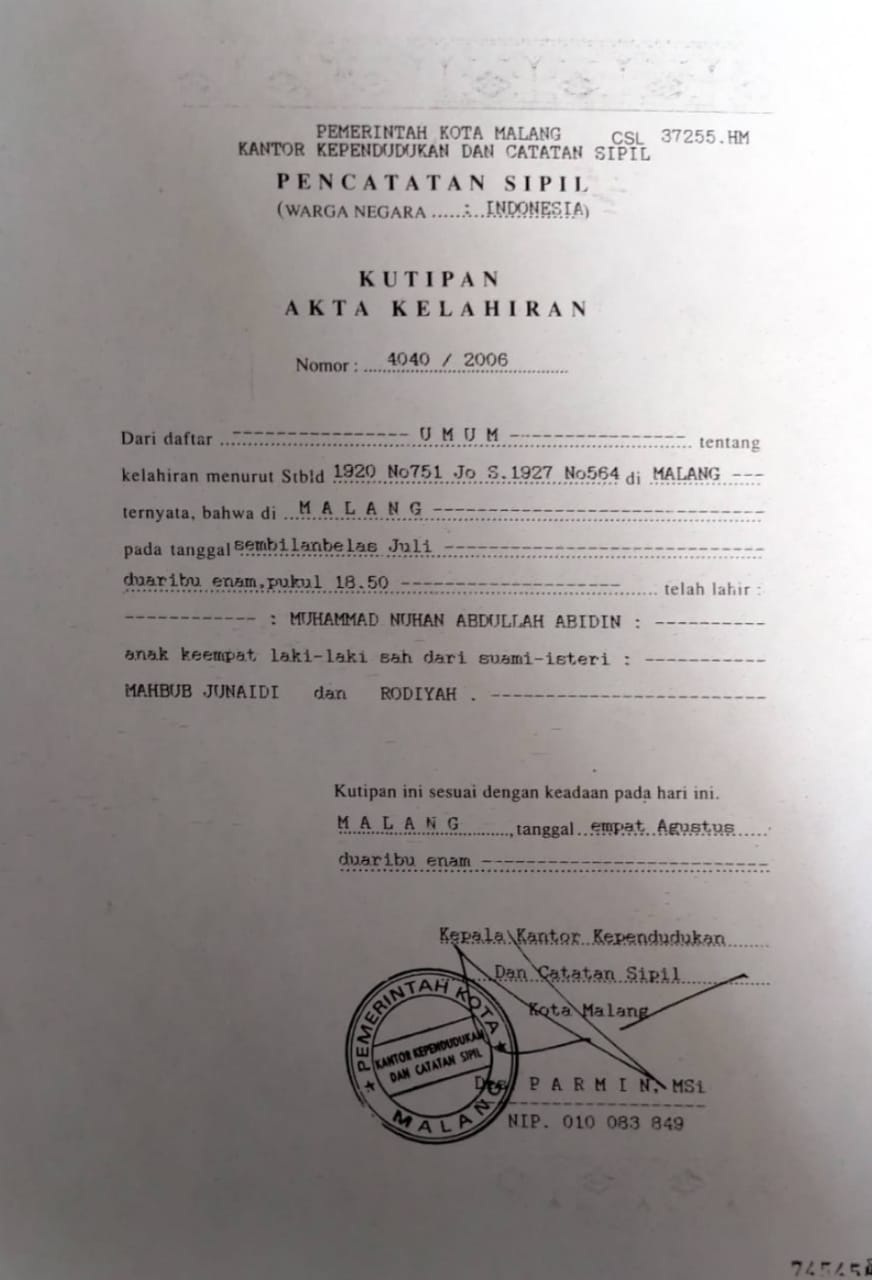 PEMERINTAH KOTA MALANG CSL 37255.HM
KANTOR KEPENDUDUKAN DAN CATATAN SIPIL
PENCATATAN SIPIL
(WARGA NEGARA ...... : INDONESIA)
KUTIPAN
AKTA KELAHIRAN
Nomor : 4040 / 2006
Dari daftar ---------------- U M U M ---------------- tentang
kelahiran menurut Stbld 1920 No751 Jo S.1927 No564 di MALANG ---
ternyata, bahwa di M A L A N G ------------------------------
pada tanggal sembilanbelas Juli -----------------------------
duaribu enam,pukul 18.50 -------------------- telah lahir :
------------ : MUHAMMAD NUHAN ABDULLAH ABIDIN : ----------
anak keempat laki-laki sah dari suami-isteri : -----------
MAHBUB JUNAIDI dan RODIYAH . -------------------------
Kutipan ini sesuai dengan keadaan pada hari ini.
M A L A N G ........, tanggal empat Agustus
duaribu enam --------------------------
Kepala Kantor Kependudukan
Dan Catatan Sipil
Kota Malang
PEMERINTAH KOTA
KANTOR KEPENDUDUKAN
DAN CATATAN SIPIL
MALANG
P A R M I N. MSi
NIP. 010 083 849